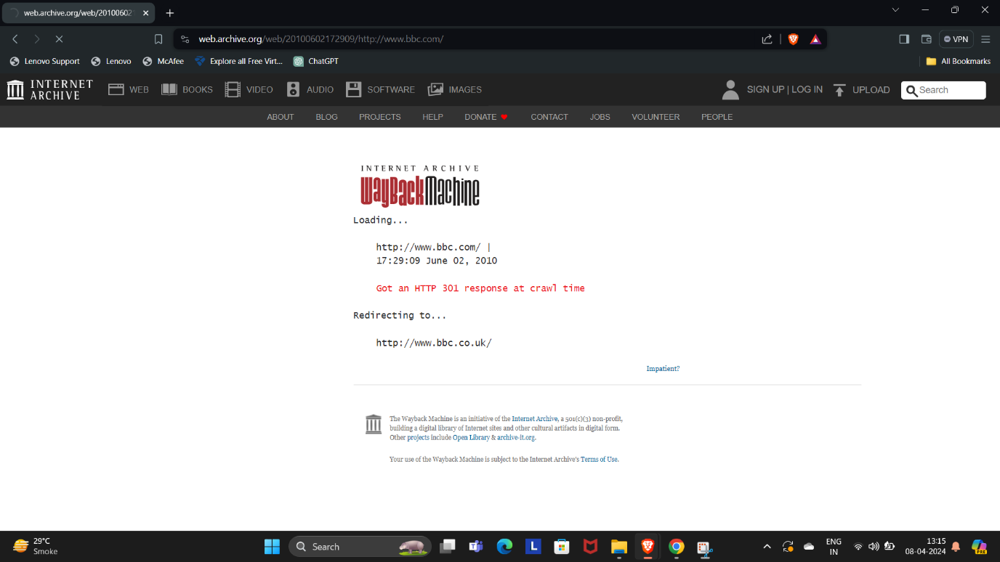 web.archive.org/web/2010060217
web.archive.org/web/20100602172909/http://www.bbc.com/
VPN
Lenovo Support
Lenovo
McAfee
Explore all Free Virt...
ChatGPT
All Bookmarks
INTERNET ARCHIVE
WEB
BOOKS
VIDEO
AUDIO
SOFTWARE
IMAGES
SIGN UP | LOG IN
UPLOAD
Search
ABOUT
BLOG
PROJECTS
HELP
DONATE
CONTACT
JOBS
VOLUNTEER
PEOPLE
INTERNET ARCHIVE
WayBackMachine
Loading...
http://www.bbc.com/ |
17:29:09 June 02, 2010
Got an HTTP 301 response at crawl time
Redirecting to...
http://www.bbc.co.uk/
Impatient?
The Wayback Machine is an initiative of the Internet Archive, a 501(c)(3) non-profit,
building a digital library of Internet sites and other cultural artifacts in digital form.
Other projects include Open Library & archive-it.org.
Your use of the Wayback Machine is subject to the Internet Archive's Terms of Use.
29°C
Smoke
Search
L
ENG
IN
13:15
08-04-2024
PRE